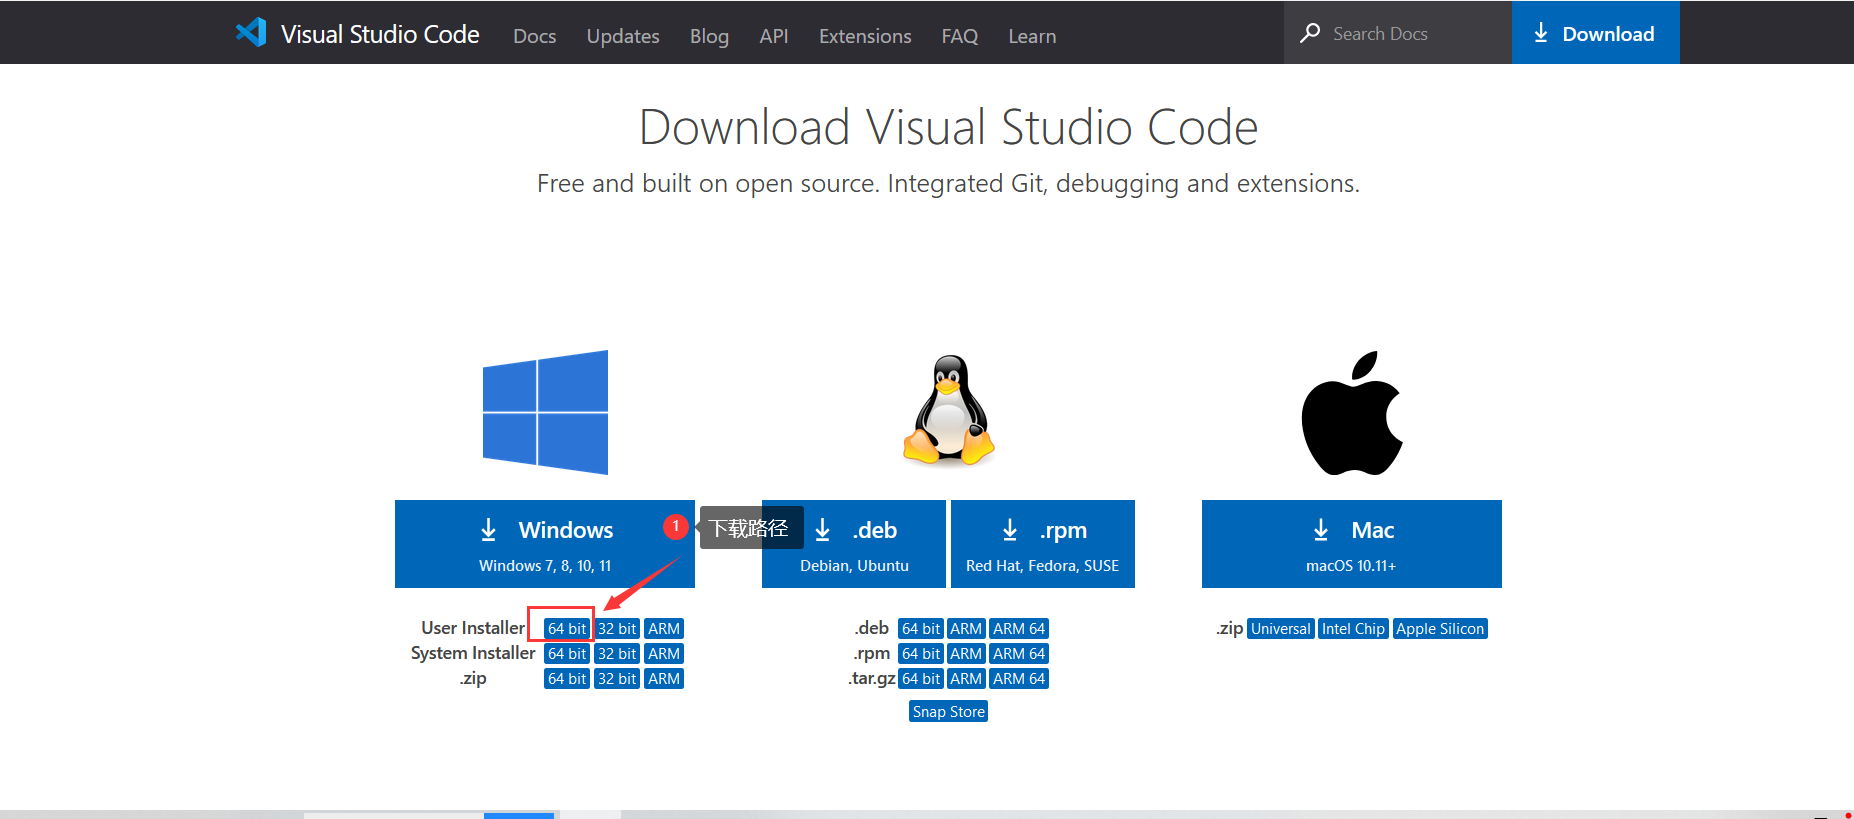 Visual Studio Code Docs Updates Blog API Extensions FAQ Learn Search Docs Download
Download Visual Studio Code
Free and built on open source. Integrated Git, debugging and extensions.
Windows
Windows 7, 8, 10, 11
1
下载路径
User Installer 64 bit 32 bit ARM
System Installer 64 bit 32 bit ARM
.zip 64 bit 32 bit ARM
.deb
Debian, Ubuntu
.rpm
Red Hat, Fedora, SUSE
.deb 64 bit ARM ARM 64
.rpm 64 bit ARM ARM 64
.tar.gz 64 bit ARM ARM 64
Snap Store
Mac
macOS 10.11+
.zip Universal Intel Chip Apple Silicon